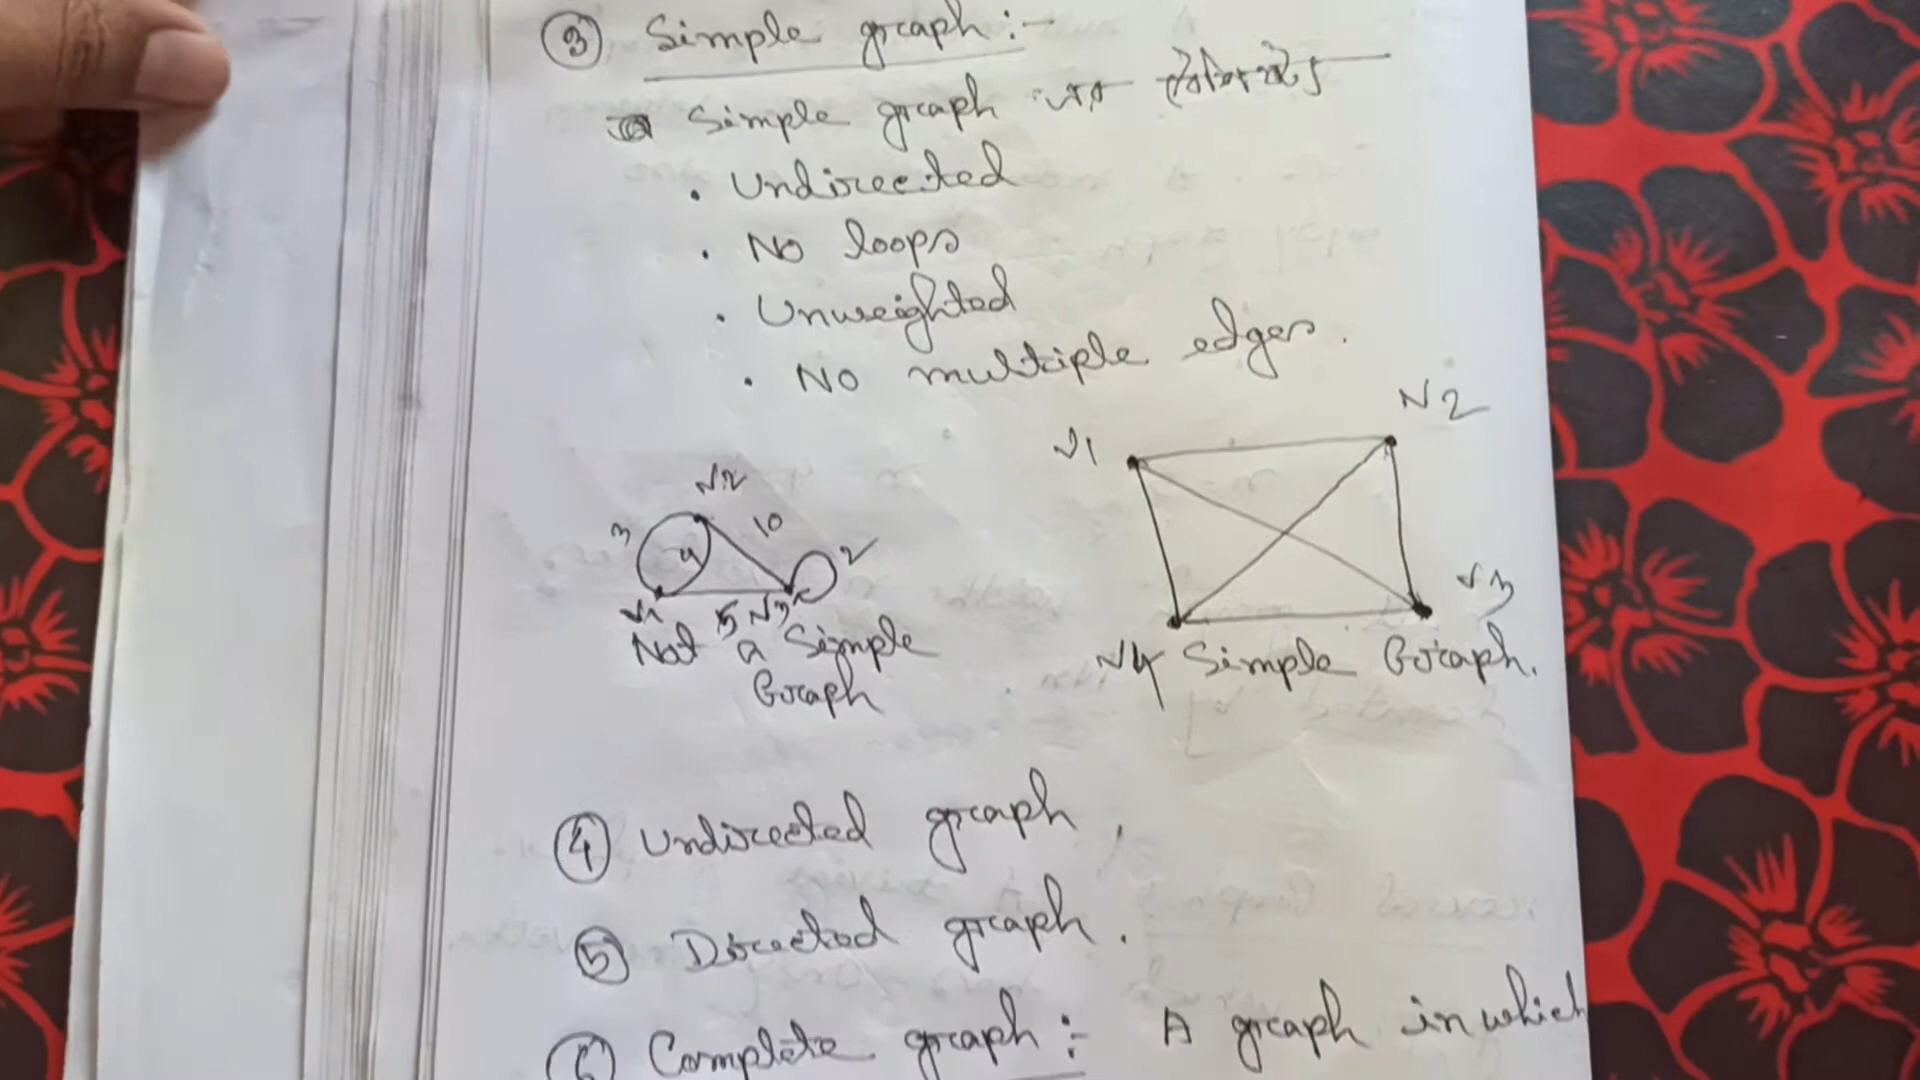 ③ Simple graph :-
Simple graph
. Undirected
. No loops
. Unweighted
. No multiple edges.
V2
3
4
10
2
V1
5
V3
Not a Simple
Graph
V1
V2
V3
V4
Simple Graph.
④ Undirected graph.
⑤ Directed graph.
⑥ Complete graph :- A graph in which